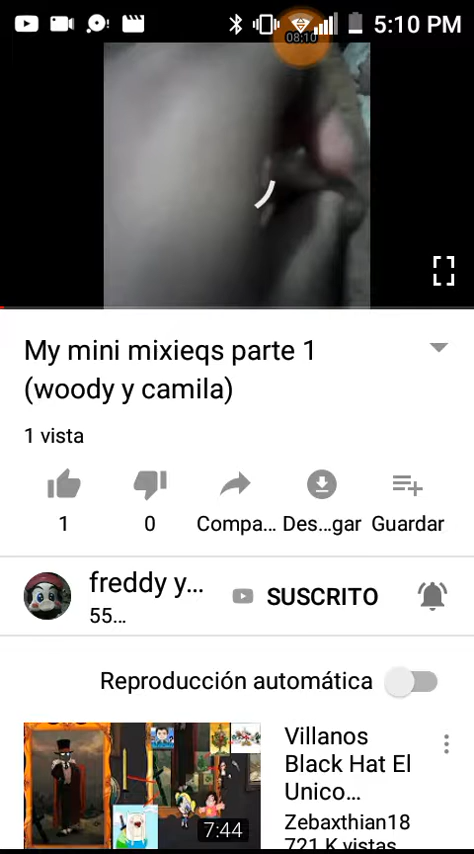 5:10 PM
08:10
My mini mixieqs parte 1
(woody y camila)
1 vista
1
0
Compa...
Des...gar
Guardar
freddy y...
55...
SUSCRITO
Reproducción automática
7:44
Villanos
Black Hat El
Unico...
Zebaxthian18
721 K vistas